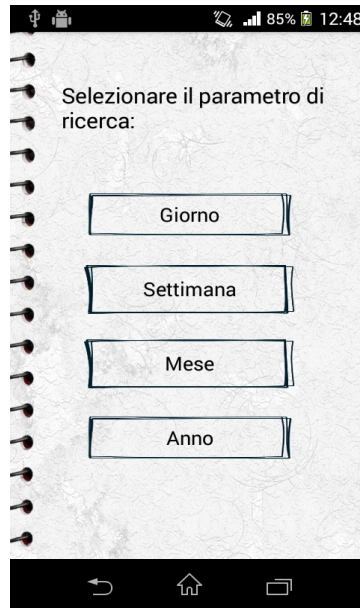 85% 12:48
Selezionare il parametro di
ricerca:
Giorno
Settimana
Mese
Anno